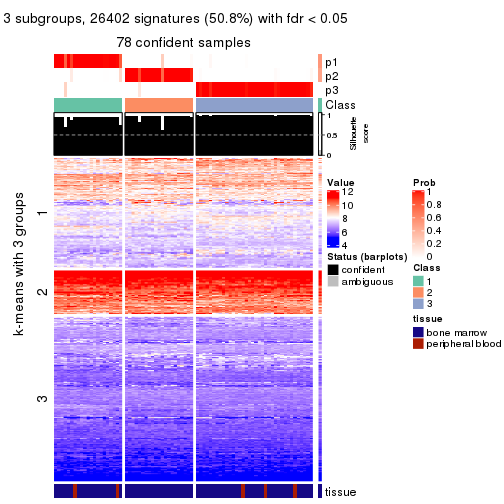 3 subgroups, 26402 signatures (50.8%) with fdr < 0.05
78 confident samples
p1
p2
p3
Class
1
0.5
0
Silhouette
score
k-means with 3 groups
1
2
3
tissue
Value
12
10
8
6
4
Status (barplots)
confident
ambiguous
Prob
1
0.8
0.6
0.4
0.2
0
Class
1
2
3
tissue
bone marrow
peripheral blood